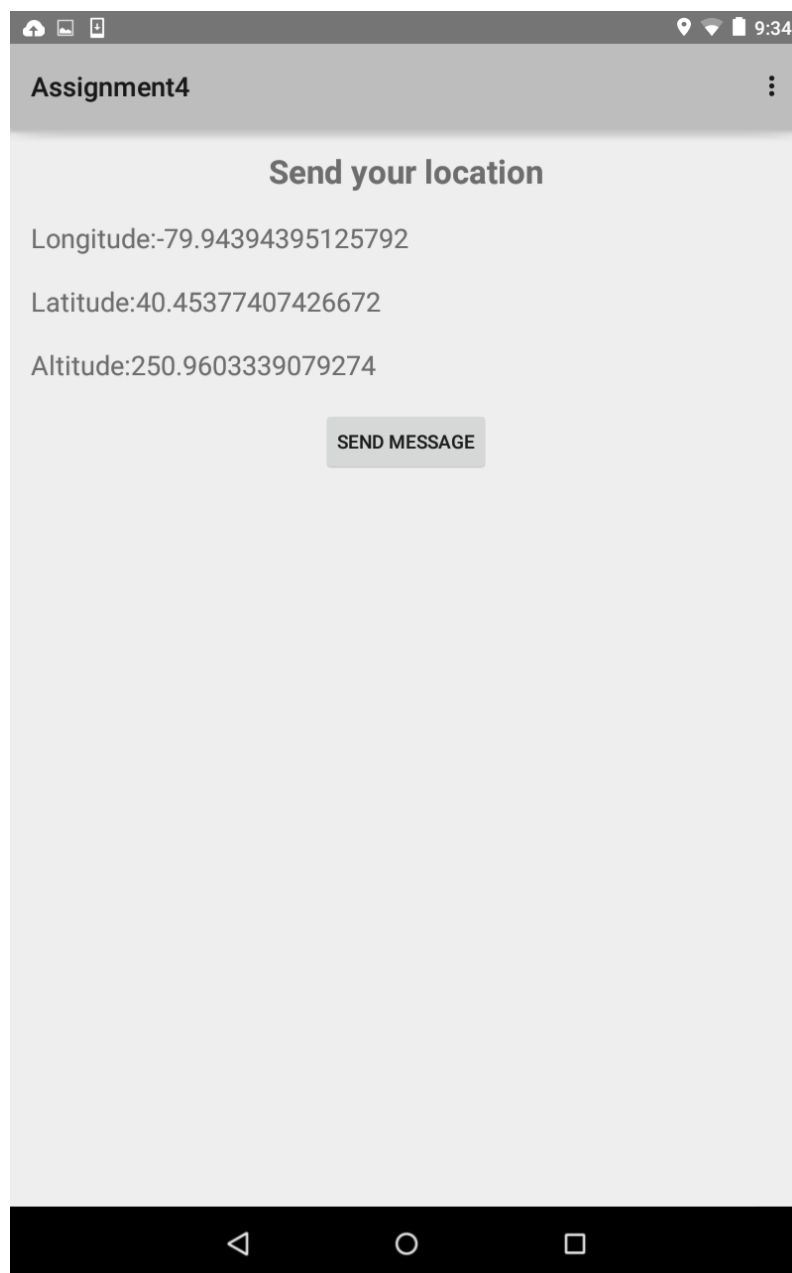 9:34
Assignment4
Send your location
Longitude:-79.94394395125792
Latitude:40.45377407426672
Altitude:250.9603339079274
SEND MESSAGE